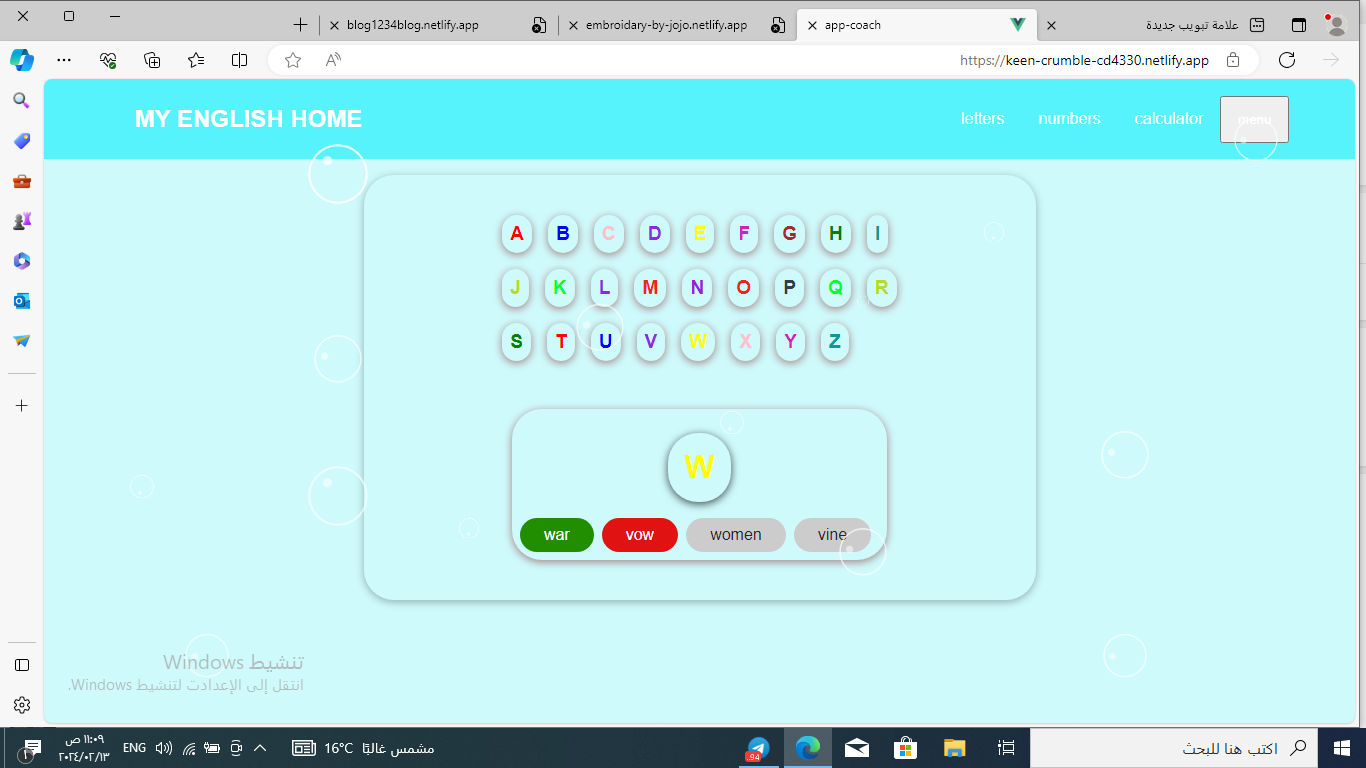 blog1234blog.netlify.app
embroidary-by-jojo.netlify.app
app-coach
علامة تبويب جديدة
https://keen-crumble-cd4330.netlify.app
MY ENGLISH HOME
letters numbers calculator menu
A B C D E F G H I
J K L M N O P Q R
S T U V W X Y Z
W
war vow women vine
تنشيط Windows
انتقل إلى الإعدادت لتنشيط Windows.
اكتب هنا للبحث
94
مشمس غالبًا 16°C
ENG
١١:٠٩ ص
٢٠٢٤/٠٢/١٣
١